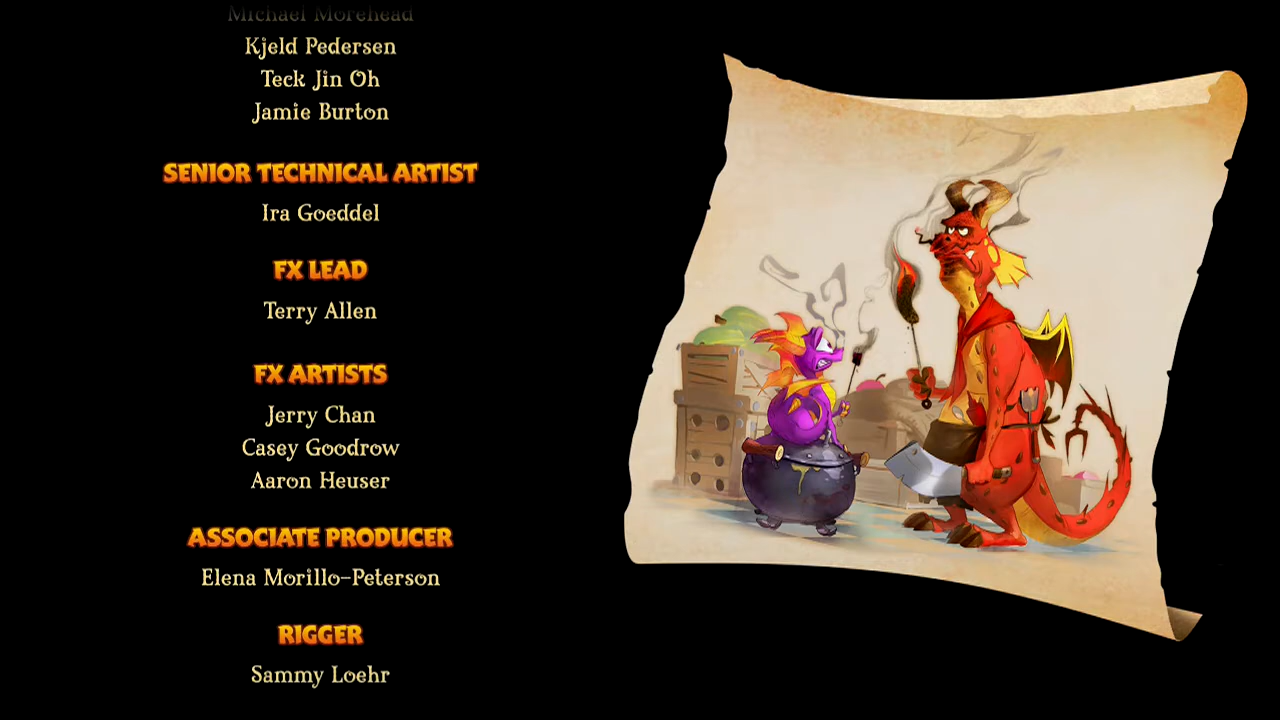 Michael Morehead
Kjeld Pedersen
Teck Jin Oh
Jamie Burton
SENIOR TECHNICAL ARTIST
Ira Goeddel
FX LEAD
Terry Allen
FX ARTISTS
Jerry Chan
Casey Goodrow
Aaron Heuser
ASSOCIATE PRODUCER
Elena Morillo-Peterson
RIGGER
Sammy Loehr